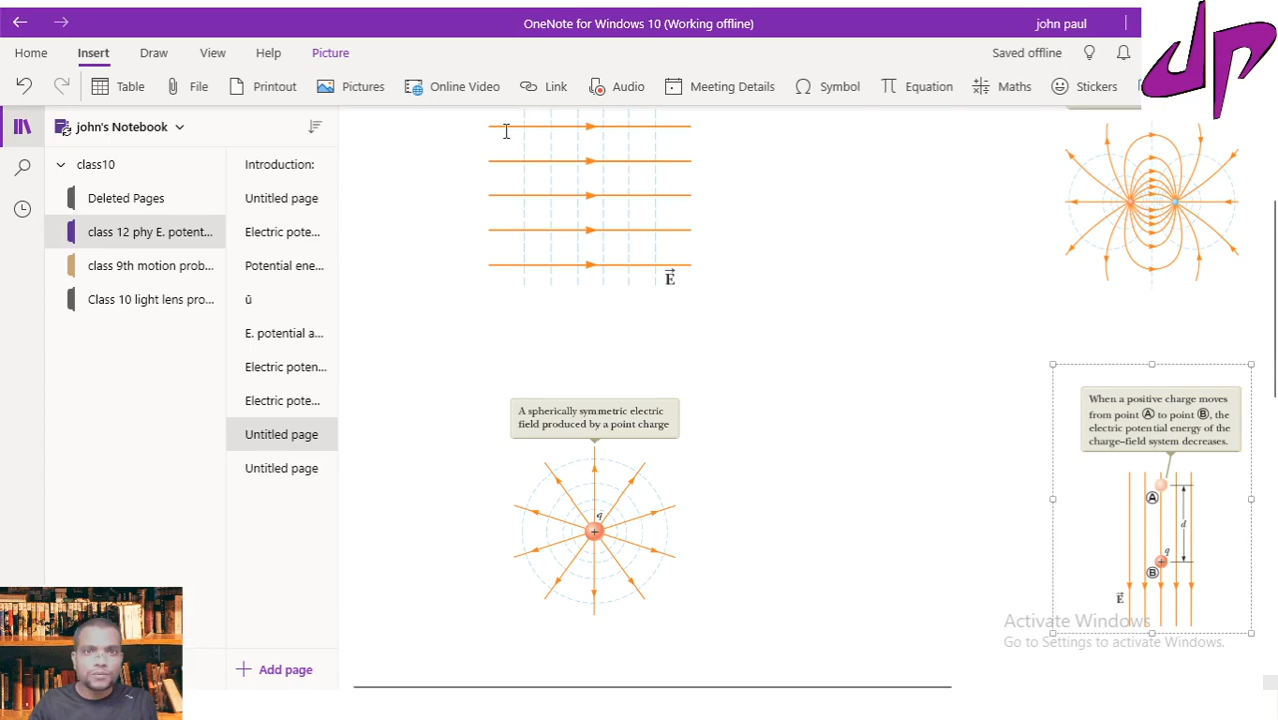 OneNote for Windows 10 (Working offline)
john paul
Home
Insert
Draw
View
Help
Picture
Saved offline
Table
File
Printout
Pictures
Online Video
Link
Audio
Meeting Details
Symbol
Equation
Maths
Stickers
JP
john's Notebook
class10
Deleted Pages
class 12 phy E. potent...
class 9th motion prob...
Class 10 light lens pro...
Introduction:
Untitled page
Electric pote...
Potential ene...
ū
E. potential a...
Electric poten...
Electric pote...
Untitled page
Untitled page
Add page
E
A spherically symmetric electric
field produced by a point charge
q
+
When a positive charge moves
from point Ⓐ to point Ⓑ, the
electric potential energy of the
charge–field system decreases.
Ⓐ
d
q
Ⓑ
E
Activate Windows
Go to Settings to activate Windows.